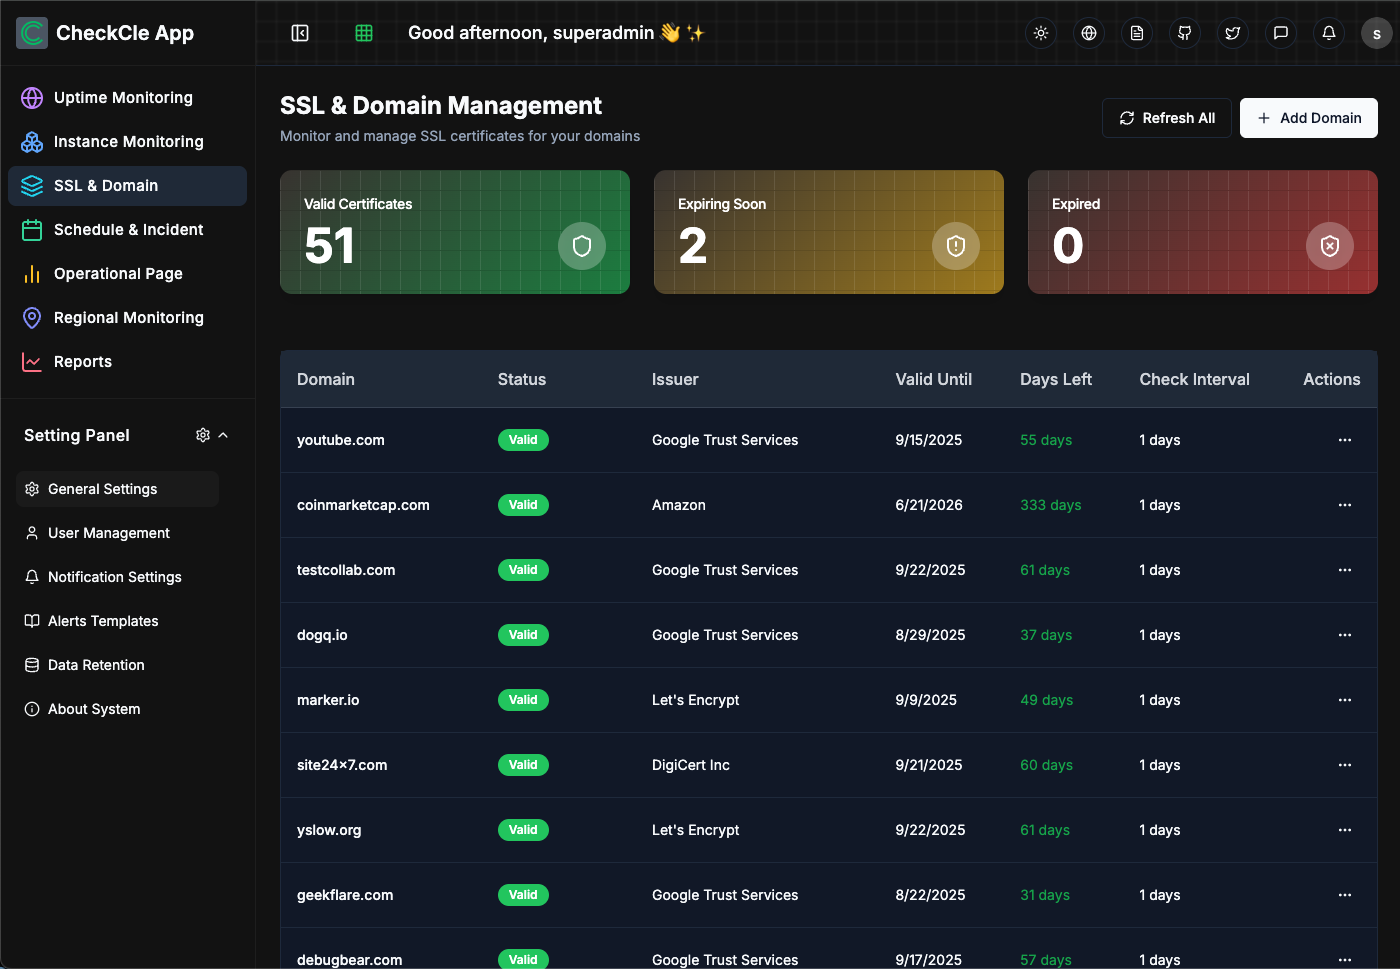 CheckCle App
Good afternoon, superadmin 👋 ✨
S
Uptime Monitoring
Instance Monitoring
SSL & Domain
Schedule & Incident
Operational Page
Regional Monitoring
Reports
Setting Panel
General Settings
User Management
Notification Settings
Alerts Templates
Data Retention
About System
SSL & Domain Management
Monitor and manage SSL certificates for your domains
Refresh All
+ Add Domain
Valid Certificates
51
Expiring Soon
2
Expired
0
Domain Status Issuer Valid Until Days Left Check Interval Actions
youtube.com Valid Google Trust Services 9/15/2025 55 days 1 days ...
coinmarketcap.com Valid Amazon 6/21/2026 333 days 1 days ...
testcollab.com Valid Google Trust Services 9/22/2025 61 days 1 days ...
dogq.io Valid Google Trust Services 8/29/2025 37 days 1 days ...
marker.io Valid Let's Encrypt 9/9/2025 49 days 1 days ...
site24×7.com Valid DigiCert Inc 9/21/2025 60 days 1 days ...
yslow.org Valid Let's Encrypt 9/22/2025 61 days 1 days ...
geekflare.com Valid Google Trust Services 8/22/2025 31 days 1 days ...
debugbear.com Valid Google Trust Services 9/17/2025 57 days 1 days ...